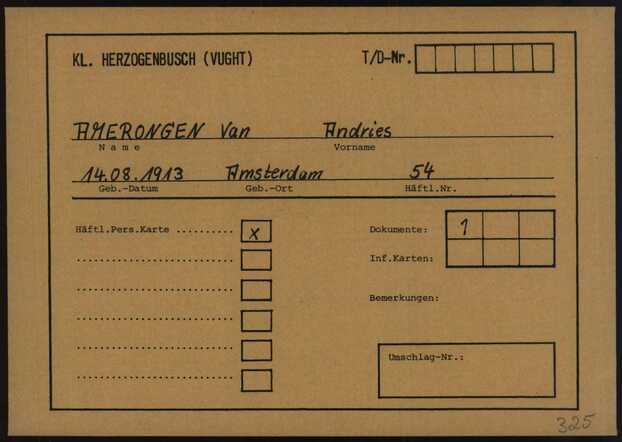 KL. HERZOGENBUSCH (VUGHT) T/D-Nr.
AMERONGEN Van Andries
Name Vorname
14.08.1913 Amsterdam 54
Geb.-Datum Geb.-Ort Häftl.Nr.
Häftl.Pers.Karte .......... x Dokumente: 1
Inf.Karten:
Bemerkungen:
Umschlag-Nr.:
325